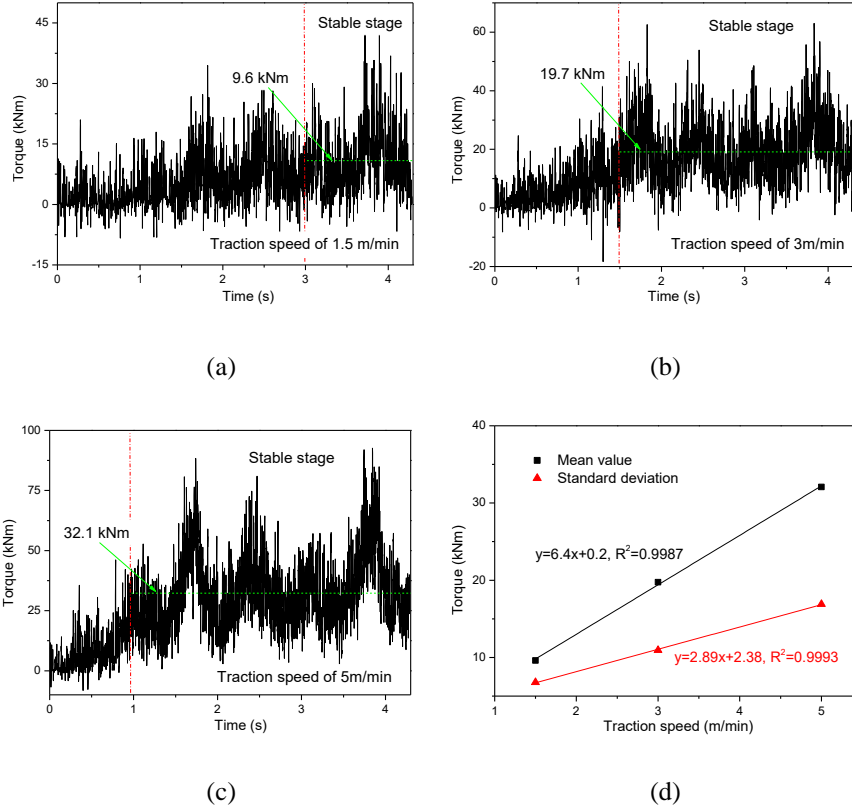 45
30
15
0
-15
Torque (kNm)
Stable stage
9.6 kNm
Traction speed of 1.5 m/min
0 1 2 3 4
Time (s)
(a)
60
40
20
0
-20
Torque (kNm)
Stable stage
19.7 kNm
Traction speed of 3m/min
0 1 2 3 4
Time (s)
(b)
100
75
50
25
0
Torque (kNm)
Stable stage
32.1 kNm
Traction speed of 5m/min
0 1 2 3 4
Time (s)
(c)
40
30
20
10
Torque (kNm)
Mean value
Standard deviation
y=6.4x+0.2, R²=0.9987
y=2.89x+2.38, R²=0.9993
1 2 3 4 5
Traction speed (m/min)
(d)